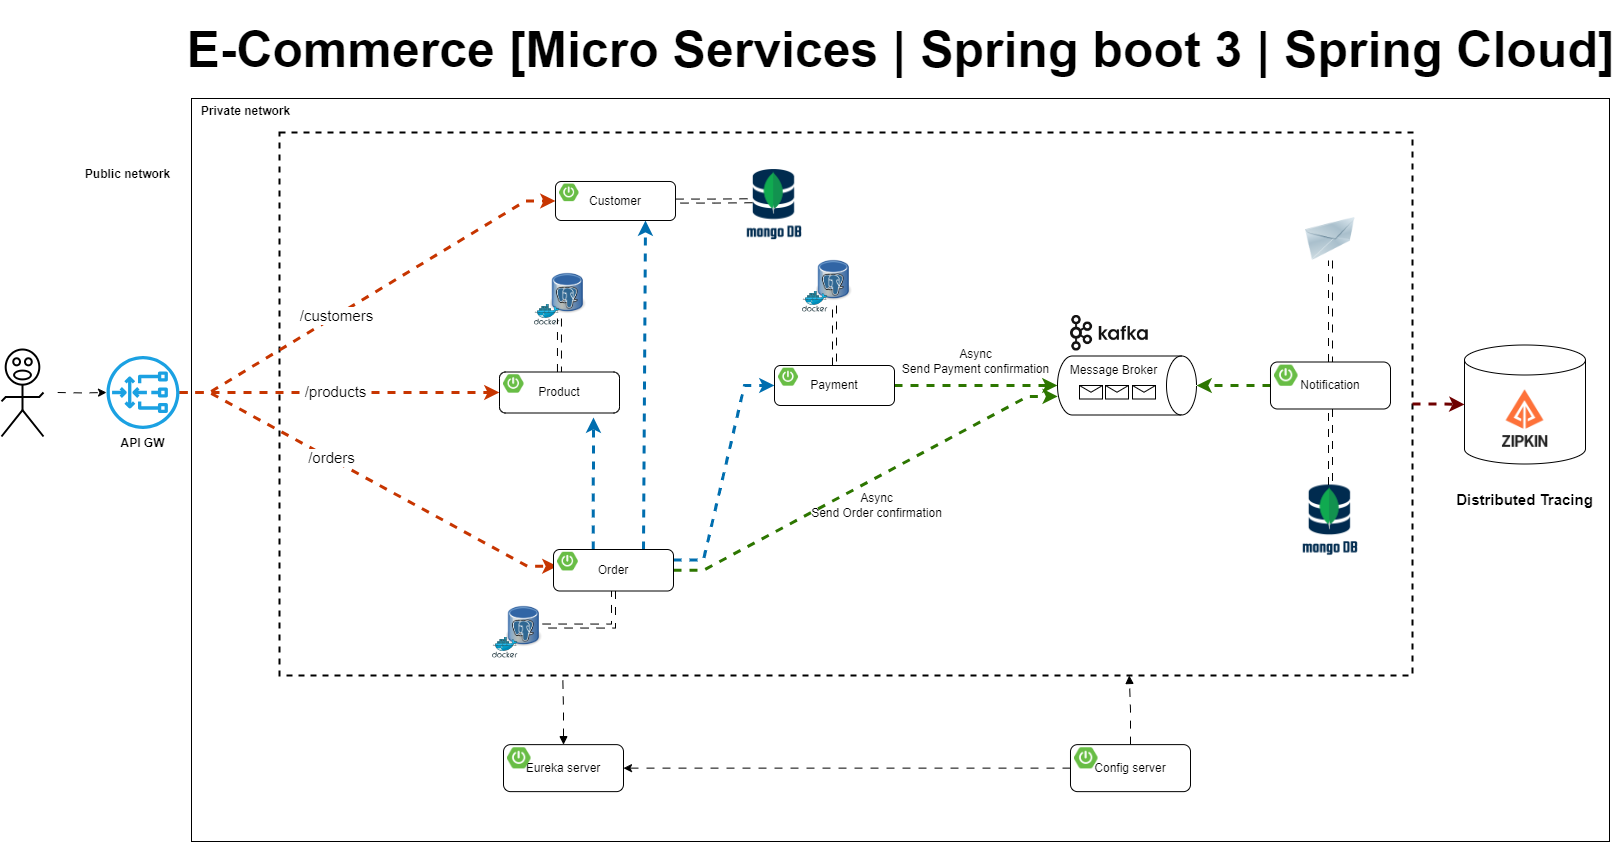 E-Commerce [Micro Services | Spring boot 3 | Spring Cloud]
Private network
Public network
Customer
mongo DB
/customers
docker
docker
kafka
Async
Send Payment confirmation
Message Broker
/products
Product
Payment
Notification
API GW
ZIPKIN
/orders
Distributed Tracing
Async
Send Order confirmation
mongo DB
Order
docker
Eureka server
Config server